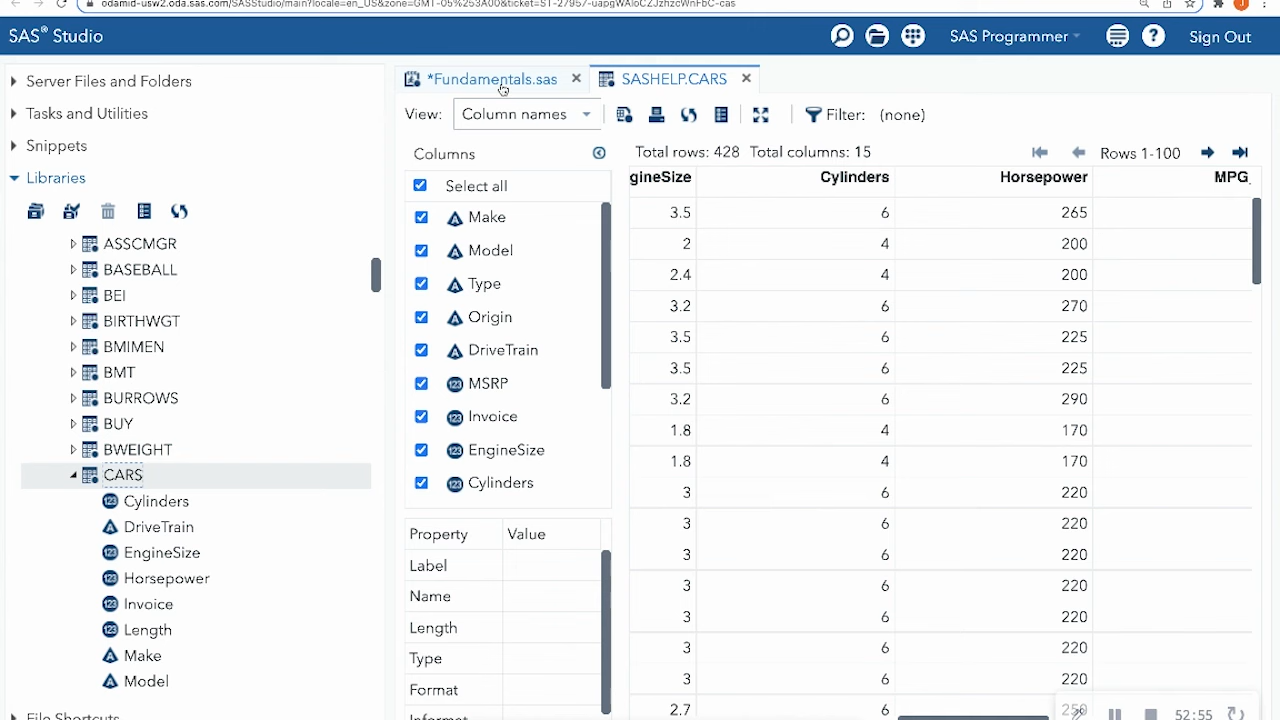 odamid-usw2.oda.sas.com/SASStudio/main?locale=en_US&zone=GMT-05%253A00&ticket=ST-27957-uapgWAIoCZJzhzcWnFbC-cas
SAS® Studio
SAS Programmer
Sign Out
Server Files and Folders
Tasks and Utilities
Snippets
Libraries
ASSCMGR
BASEBALL
BEI
BIRTHWGT
BMIMEN
BMT
BURROWS
BUY
BWEIGHT
CARS
Cylinders
DriveTrain
EngineSize
Horsepower
Invoice
Length
Make
Model
File Shortcuts
*Fundamentals.sas
SASHELP.CARS
View: Column names
Filter: (none)
Columns
Select all
Make
Model
Type
Origin
DriveTrain
MSRP
Invoice
EngineSize
Cylinders
Property Value
Label
Name
Length
Type
Format
Informat
Total rows: 428 Total columns: 15
Rows 1-100
gineSize Cylinders Horsepower MPG_
3.5 6 265
2 4 200
2.4 4 200
3.2 6 270
3.5 6 225
3.5 6 225
3.2 6 290
1.8 4 170
1.8 4 170
3 6 220
3 6 220
3 6 220
3 6 220
3 6 220
3 6 220
3 6 220
2.7 6 250
52:55